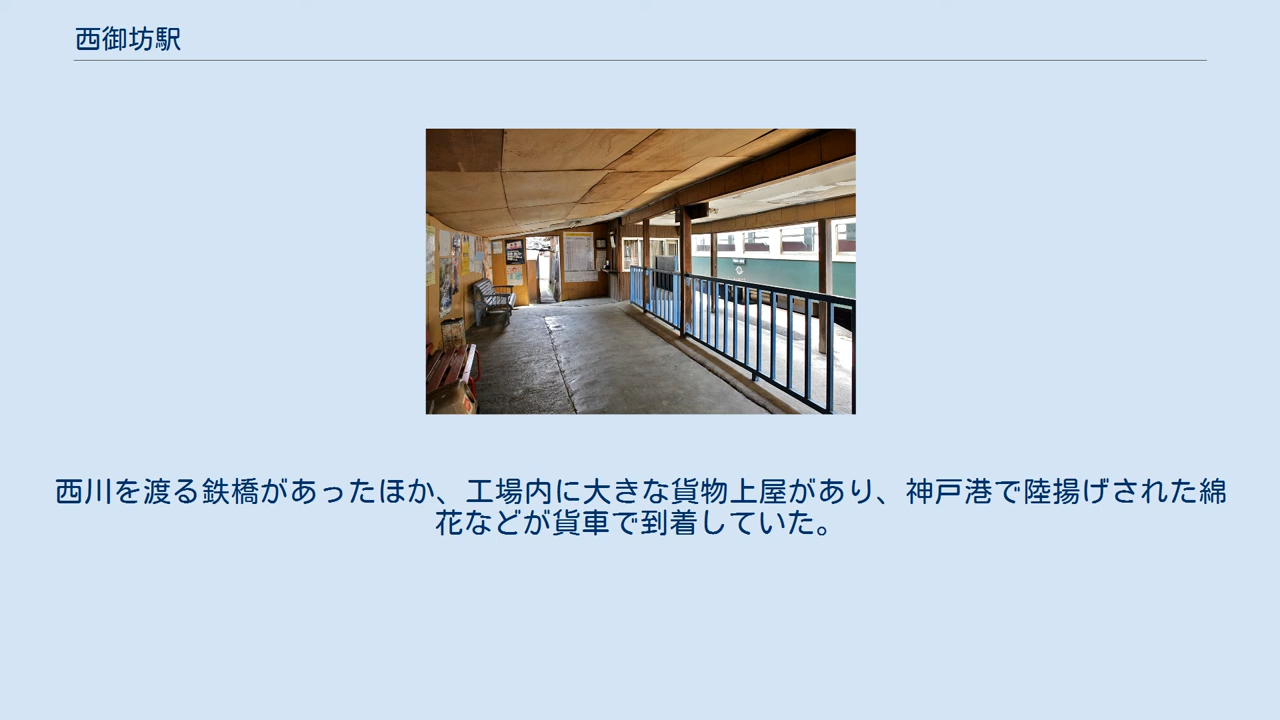 西御坊駅
西川を渡る鉄橋があったほか、工場内に大きな貨物上屋があり、神戸港で陸揚げされた綿
花などが貨車で到着していた。